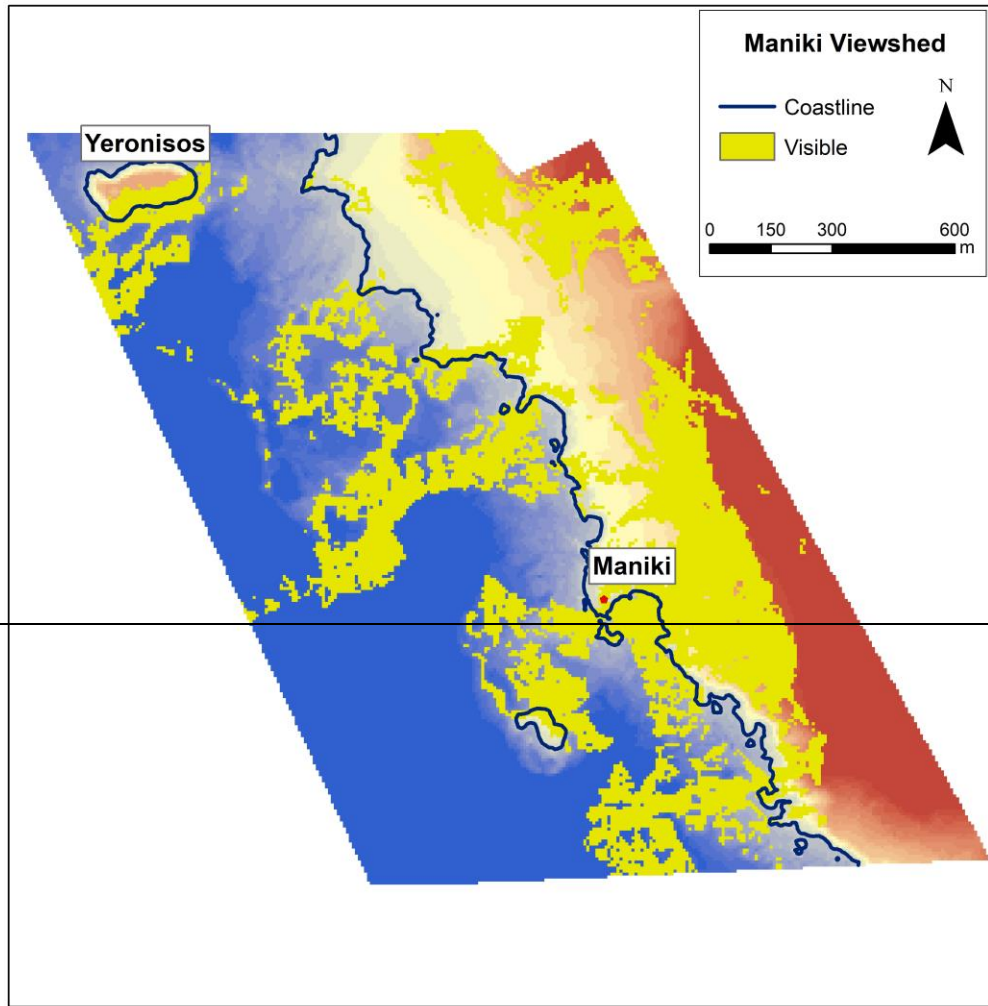 Maniki Viewshed
N
Coastline
Visible
0 150 300 600
m
Yeronisos
Maniki